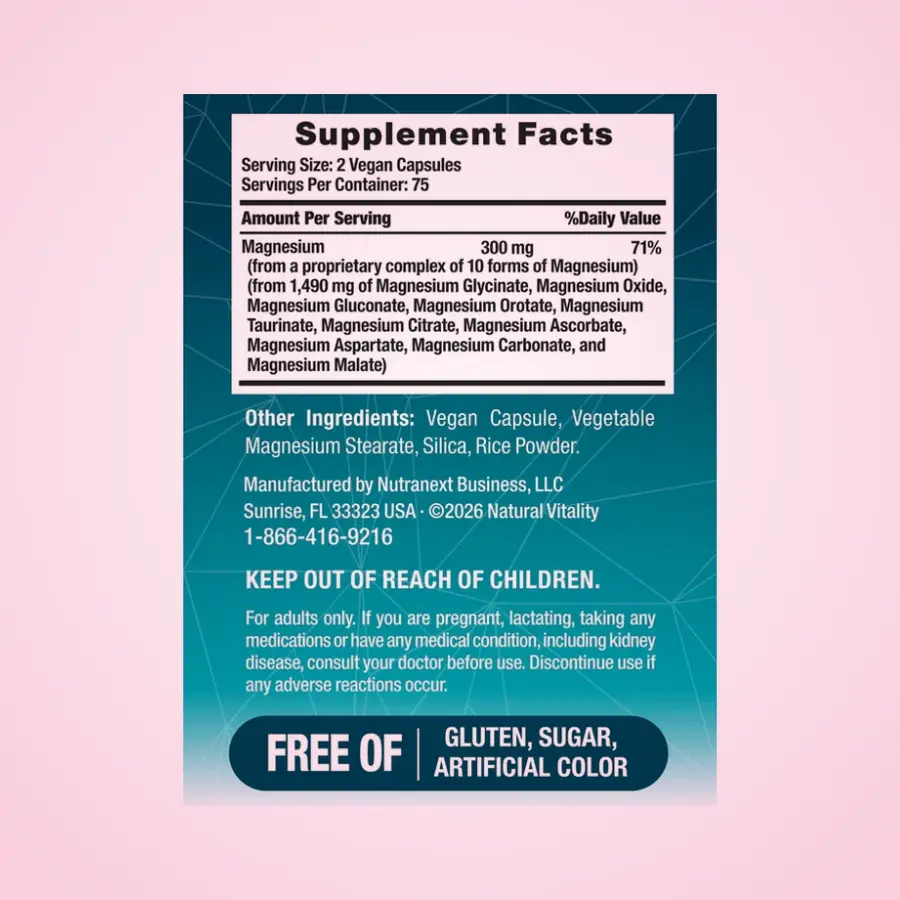 Supplement Facts
Serving Size: 2 Vegan Capsules
Servings Per Container: 75
Amount Per Serving %Daily Value
Magnesium 300 mg 71%
(from a proprietary complex of 10 forms of Magnesium)
(from 1,490 mg of Magnesium Glycinate, Magnesium Oxide,
Magnesium Gluconate, Magnesium Orotate, Magnesium
Taurinate, Magnesium Citrate, Magnesium Ascorbate,
Magnesium Aspartate, Magnesium Carbonate, and
Magnesium Malate)
Other Ingredients: Vegan Capsule, Vegetable
Magnesium Stearate, Silica, Rice Powder.
Manufactured by Nutranext Business, LLC
Sunrise, FL 33323 USA · ©2026 Natural Vitality
1-866-416-9216
KEEP OUT OF REACH OF CHILDREN.
For adults only. If you are pregnant, lactating, taking any
medications or have any medical condition, including kidney
disease, consult your doctor before use. Discontinue use if
any adverse reactions occur.
FREE OF
GLUTEN, SUGAR,
ARTIFICIAL COLOR